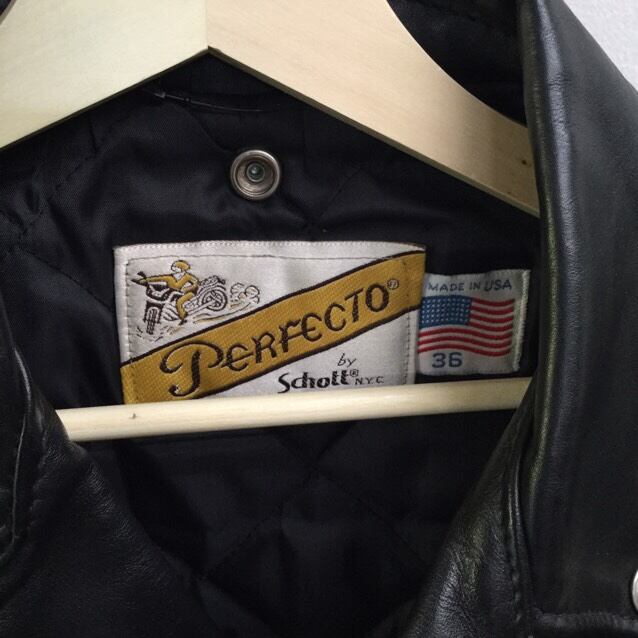 PERFECTO®
by
Schott® N.Y.C
MADE IN USA
36